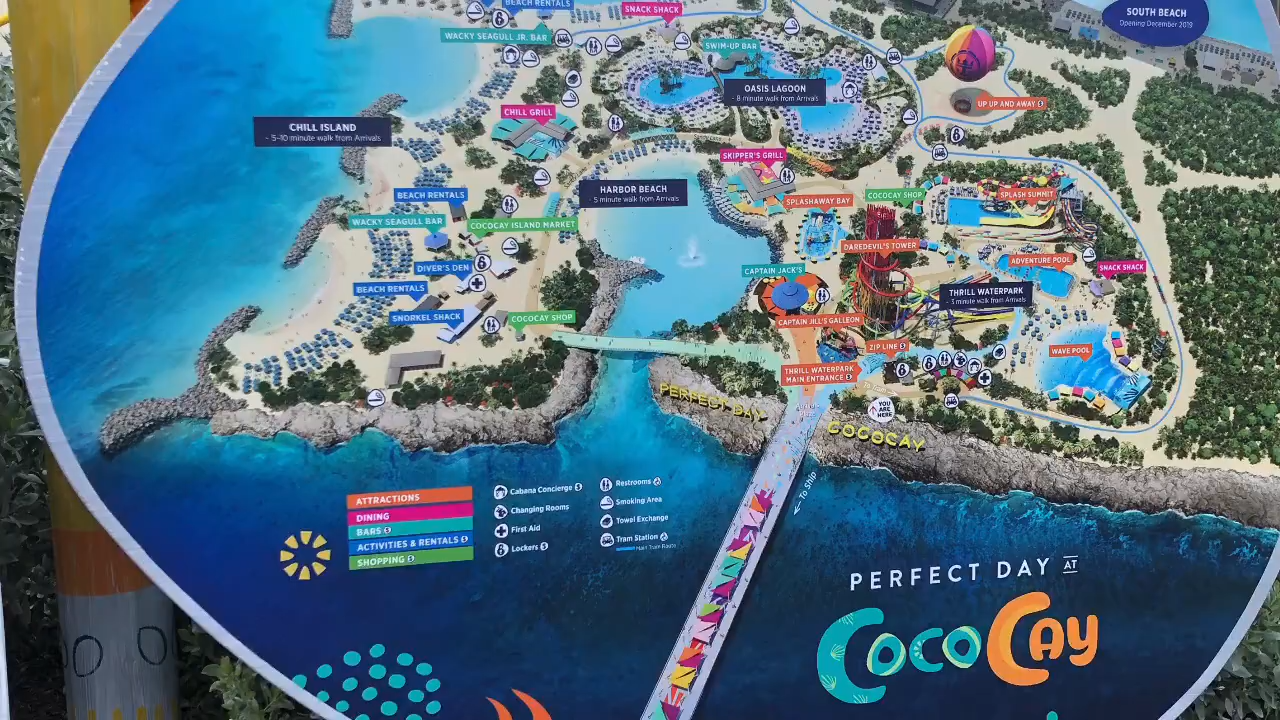 BEACH RENTALS
SNACK SHACK
SOUTH BEACH
Opening December 2019
WACKY SEAGULL JR. BAR
SWIM-UP BAR
OASIS LAGOON
- 8 minute walk from Arrivals
UP UP AND AWAY $
CHILL GRILL
CHILL ISLAND
- 5-10 minute walk from Arrivals
SKIPPER'S GRILL
HARBOR BEACH
5 minute walk from Arrivals
BEACH RENTALS
SPLASHAWAY BAY
COCOCAY SHOP
SPLASH SUMMIT
WACKY SEAGULL BAR
COCOCAY ISLAND MARKET
DAREDEVIL'S TOWER
ADVENTURE POOL
SNACK SHACK
DIVER'S DEN
CAPTAIN JACK'S
BEACH RENTALS
THRILL WATERPARK
- 3 minute walk from Arrivals
SNORKEL SHACK
COCOCAY SHOP
CAPTAIN JILL'S GALLEON
ZIP LINE $
WAVE POOL
THRILL WATERPARK
MAIN ENTRANCE $
PERFECT DAY
YOU
ARE
HERE
COCOCAY
← To Ship
ATTRACTIONS
DINING
BARS $
ACTIVITIES & RENTALS $
SHOPPING $
Cabana Concierge $
Changing Rooms
First Aid
Lockers $
Restrooms
Smoking Area
Towel Exchange
Tram Station
Main Tram Route
PERFECT DAY AT
CocoCay